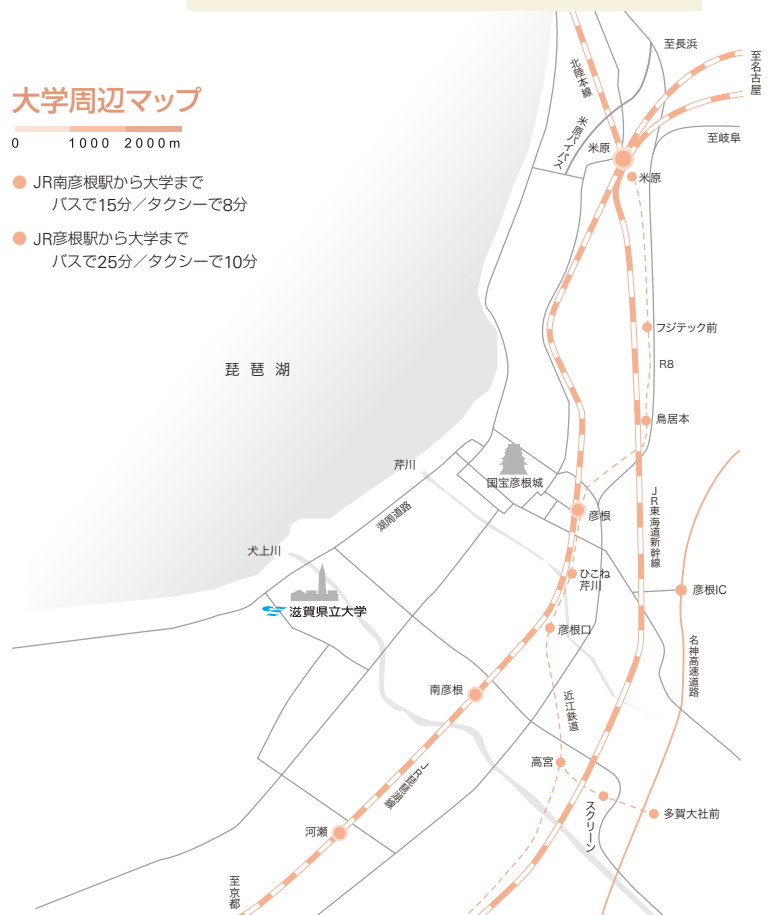 大学周辺マップ
0 1000 2000m
JR南彦根駅から大学まで
バスで15分／タクシーで8分
JR彦根駅から大学まで
バスで25分／タクシーで10分
至長浜
至名古屋
北陸本線
米原バイパス
至岐阜
米原
米原
フジテック前
R8
琵琶湖
鳥居本
芹川
国宝彦根城
湖周道路
彦根
JR東海道新幹線
犬上川
ひこね
芹川
彦根IC
滋賀県立大学
彦根口
名神高速道路
南彦根
近江鉄道
高宮
JR琵琶湖線
スクリーン
多賀大社前
河瀬
至京都